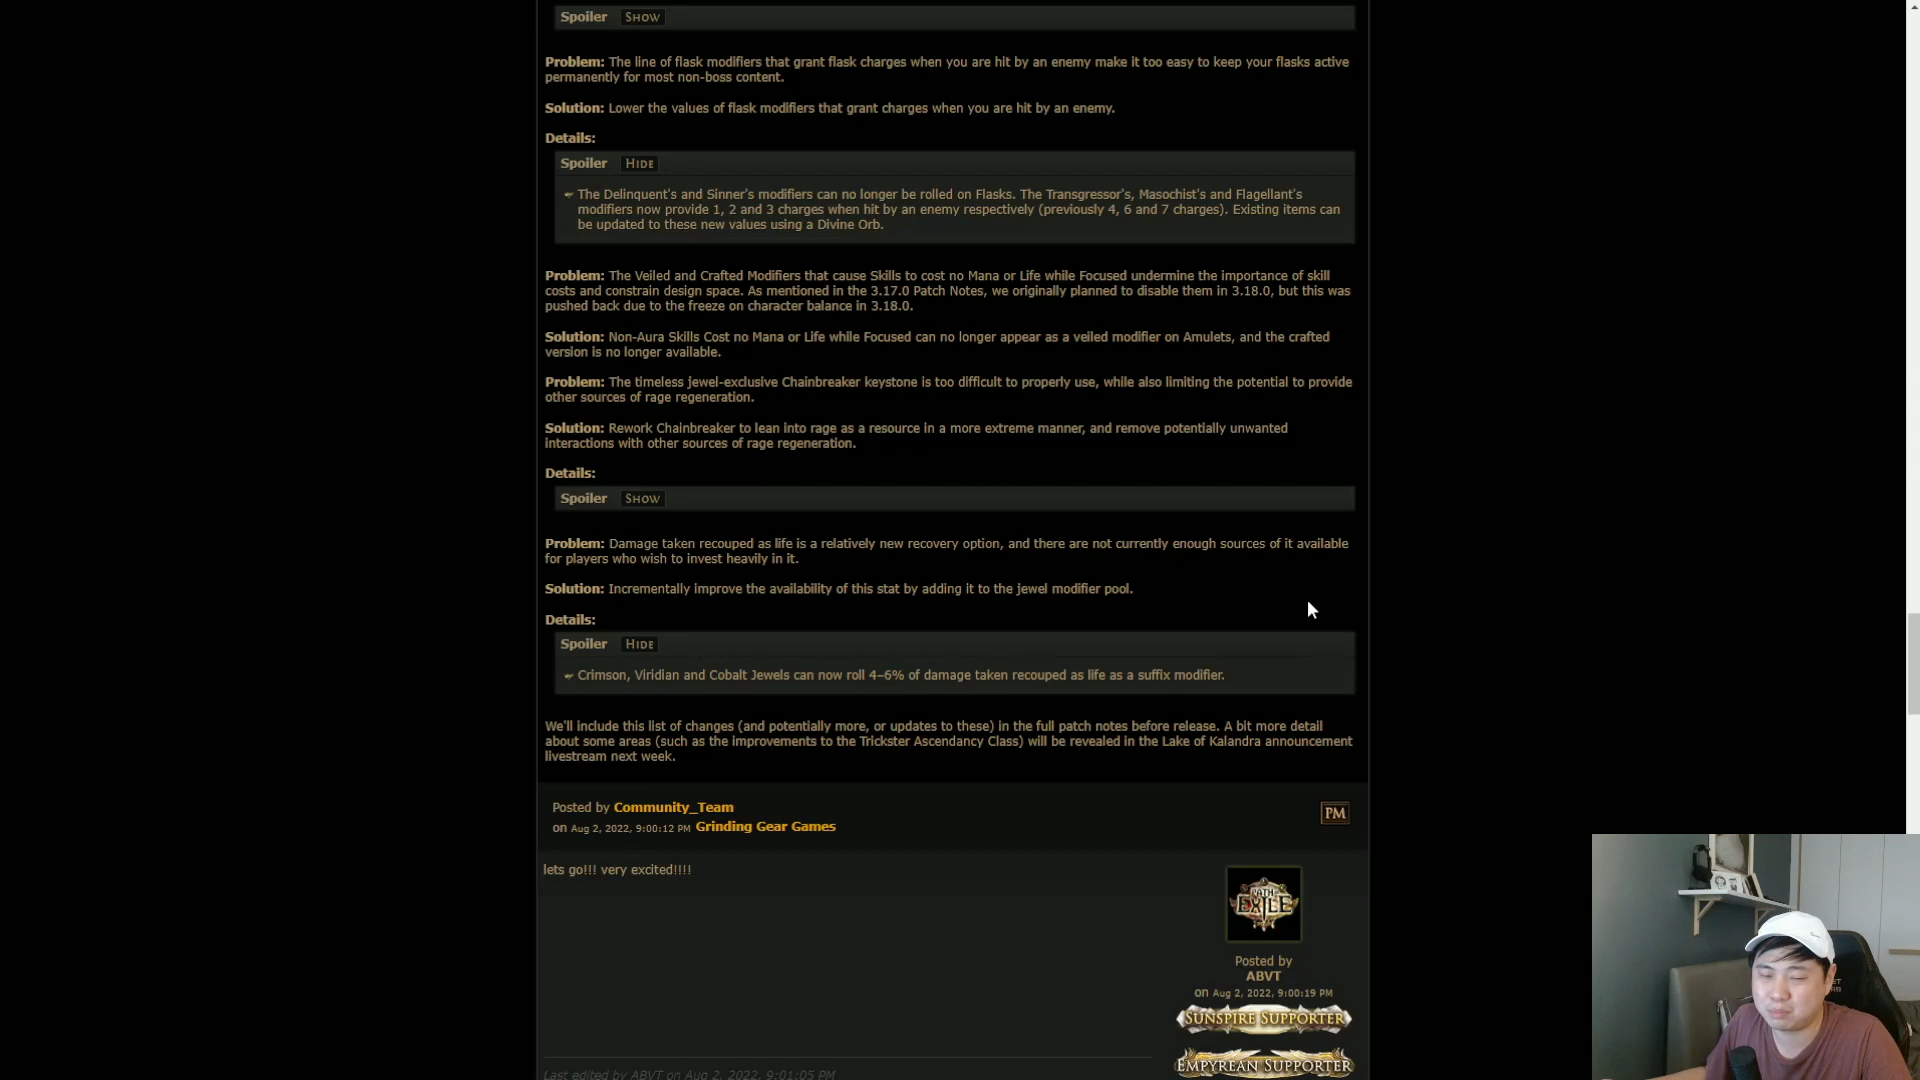 Spoiler SHOW
Problem: The line of flask modifiers that grant flask charges when you are hit by an enemy make it too easy to keep your flasks active
permanently for most non-boss content.
Solution: Lower the values of flask modifiers that grant charges when you are hit by an enemy.
Details:
Spoiler HIDE
The Delinquent's and Sinner's modifiers can no longer be rolled on Flasks. The Transgressor's, Masochist's and Flagellant's
modifiers now provide 1, 2 and 3 charges when hit by an enemy respectively (previously 4, 6 and 7 charges). Existing items can
be updated to these new values using a Divine Orb.
Problem: The Veiled and Crafted Modifiers that cause Skills to cost no Mana or Life while Focused undermine the importance of skill
costs and constrain design space. As mentioned in the 3.17.0 Patch Notes, we originally planned to disable them in 3.18.0, but this was
pushed back due to the freeze on character balance in 3.18.0.
Solution: Non-Aura Skills Cost no Mana or Life while Focused can no longer appear as a veiled modifier on Amulets, and the crafted
version is no longer available.
Problem: The timeless jewel-exclusive Chainbreaker keystone is too difficult to properly use, while also limiting the potential to provide
other sources of rage regeneration.
Solution: Rework Chainbreaker to lean into rage as a resource in a more extreme manner, and remove potentially unwanted
interactions with other sources of rage regeneration.
Details:
Spoiler SHOW
Problem: Damage taken recouped as life is a relatively new recovery option, and there are not currently enough sources of it available
for players who wish to invest heavily in it.
Solution: Incrementally improve the availability of this stat by adding it to the jewel modifier pool.
Details:
Spoiler HIDE
Crimson, Viridian and Cobalt Jewels can now roll 4–6% of damage taken recouped as life as a suffix modifier.
We'll include this list of changes (and potentially more, or updates to these) in the full patch notes before release. A bit more detail
about some areas (such as the improvements to the Trickster Ascendancy Class) will be revealed in the Lake of Kalandra announcement
livestream next week.
Posted by Community_Team
on Aug 2, 2022, 9:00:12 PM Grinding Gear Games
PM
lets go!!! very excited!!!!
PATH OF EXILE
Posted by
ABVT
on Aug 2, 2022, 9:00:19 PM
SUNSPIRE SUPPORTER
EMPYREAN SUPPORTER
Last edited by ABVT on Aug 2, 2022, 9:01:05 PM